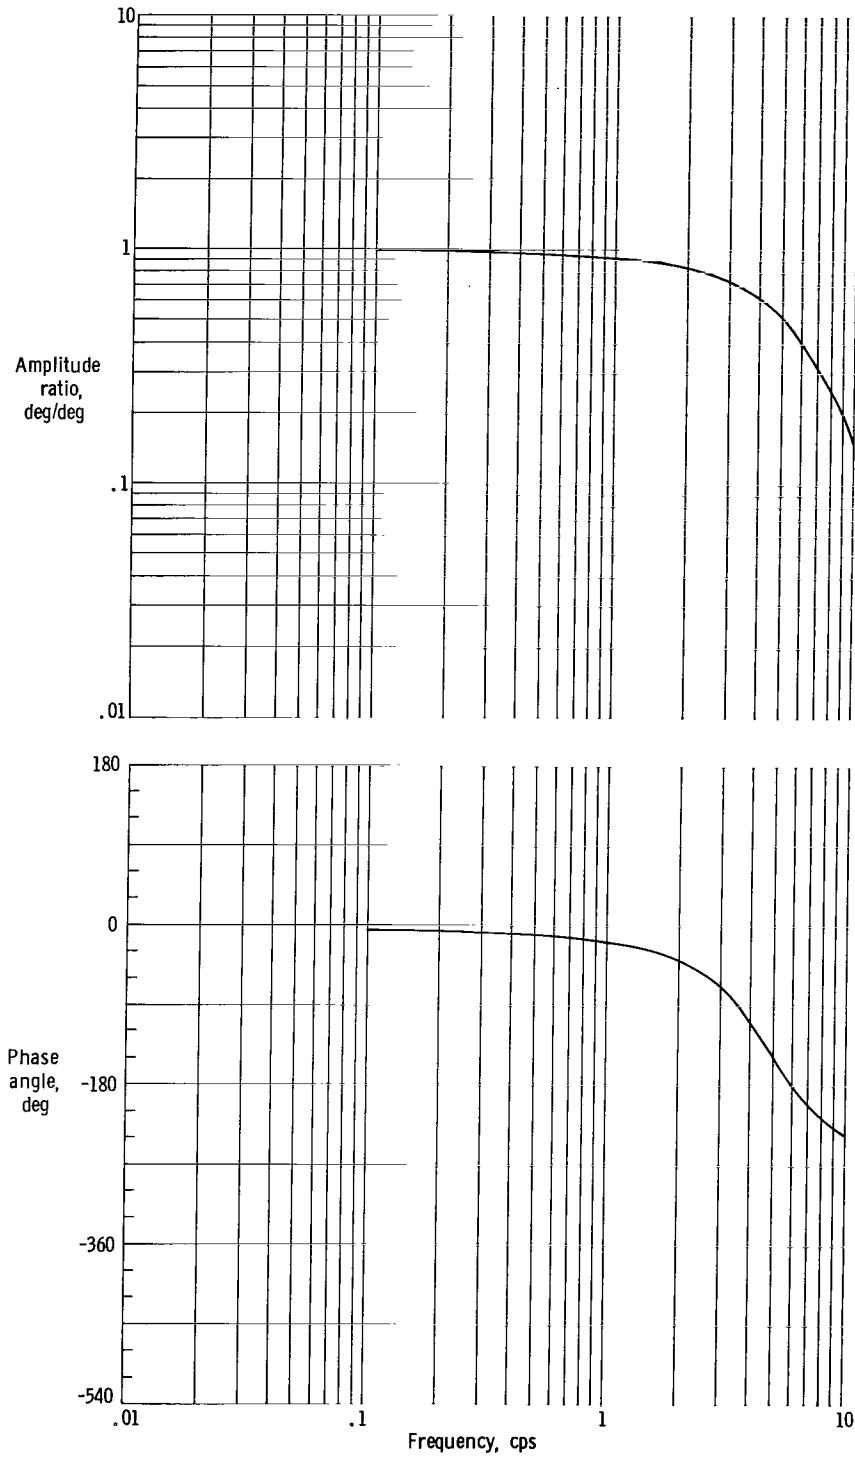 10
1
Amplitude
ratio,
deg/deg
.1
.01
180
0
Phase
angle,
deg
-180
-360
-540
.01
.1
1
10
Frequency, cps